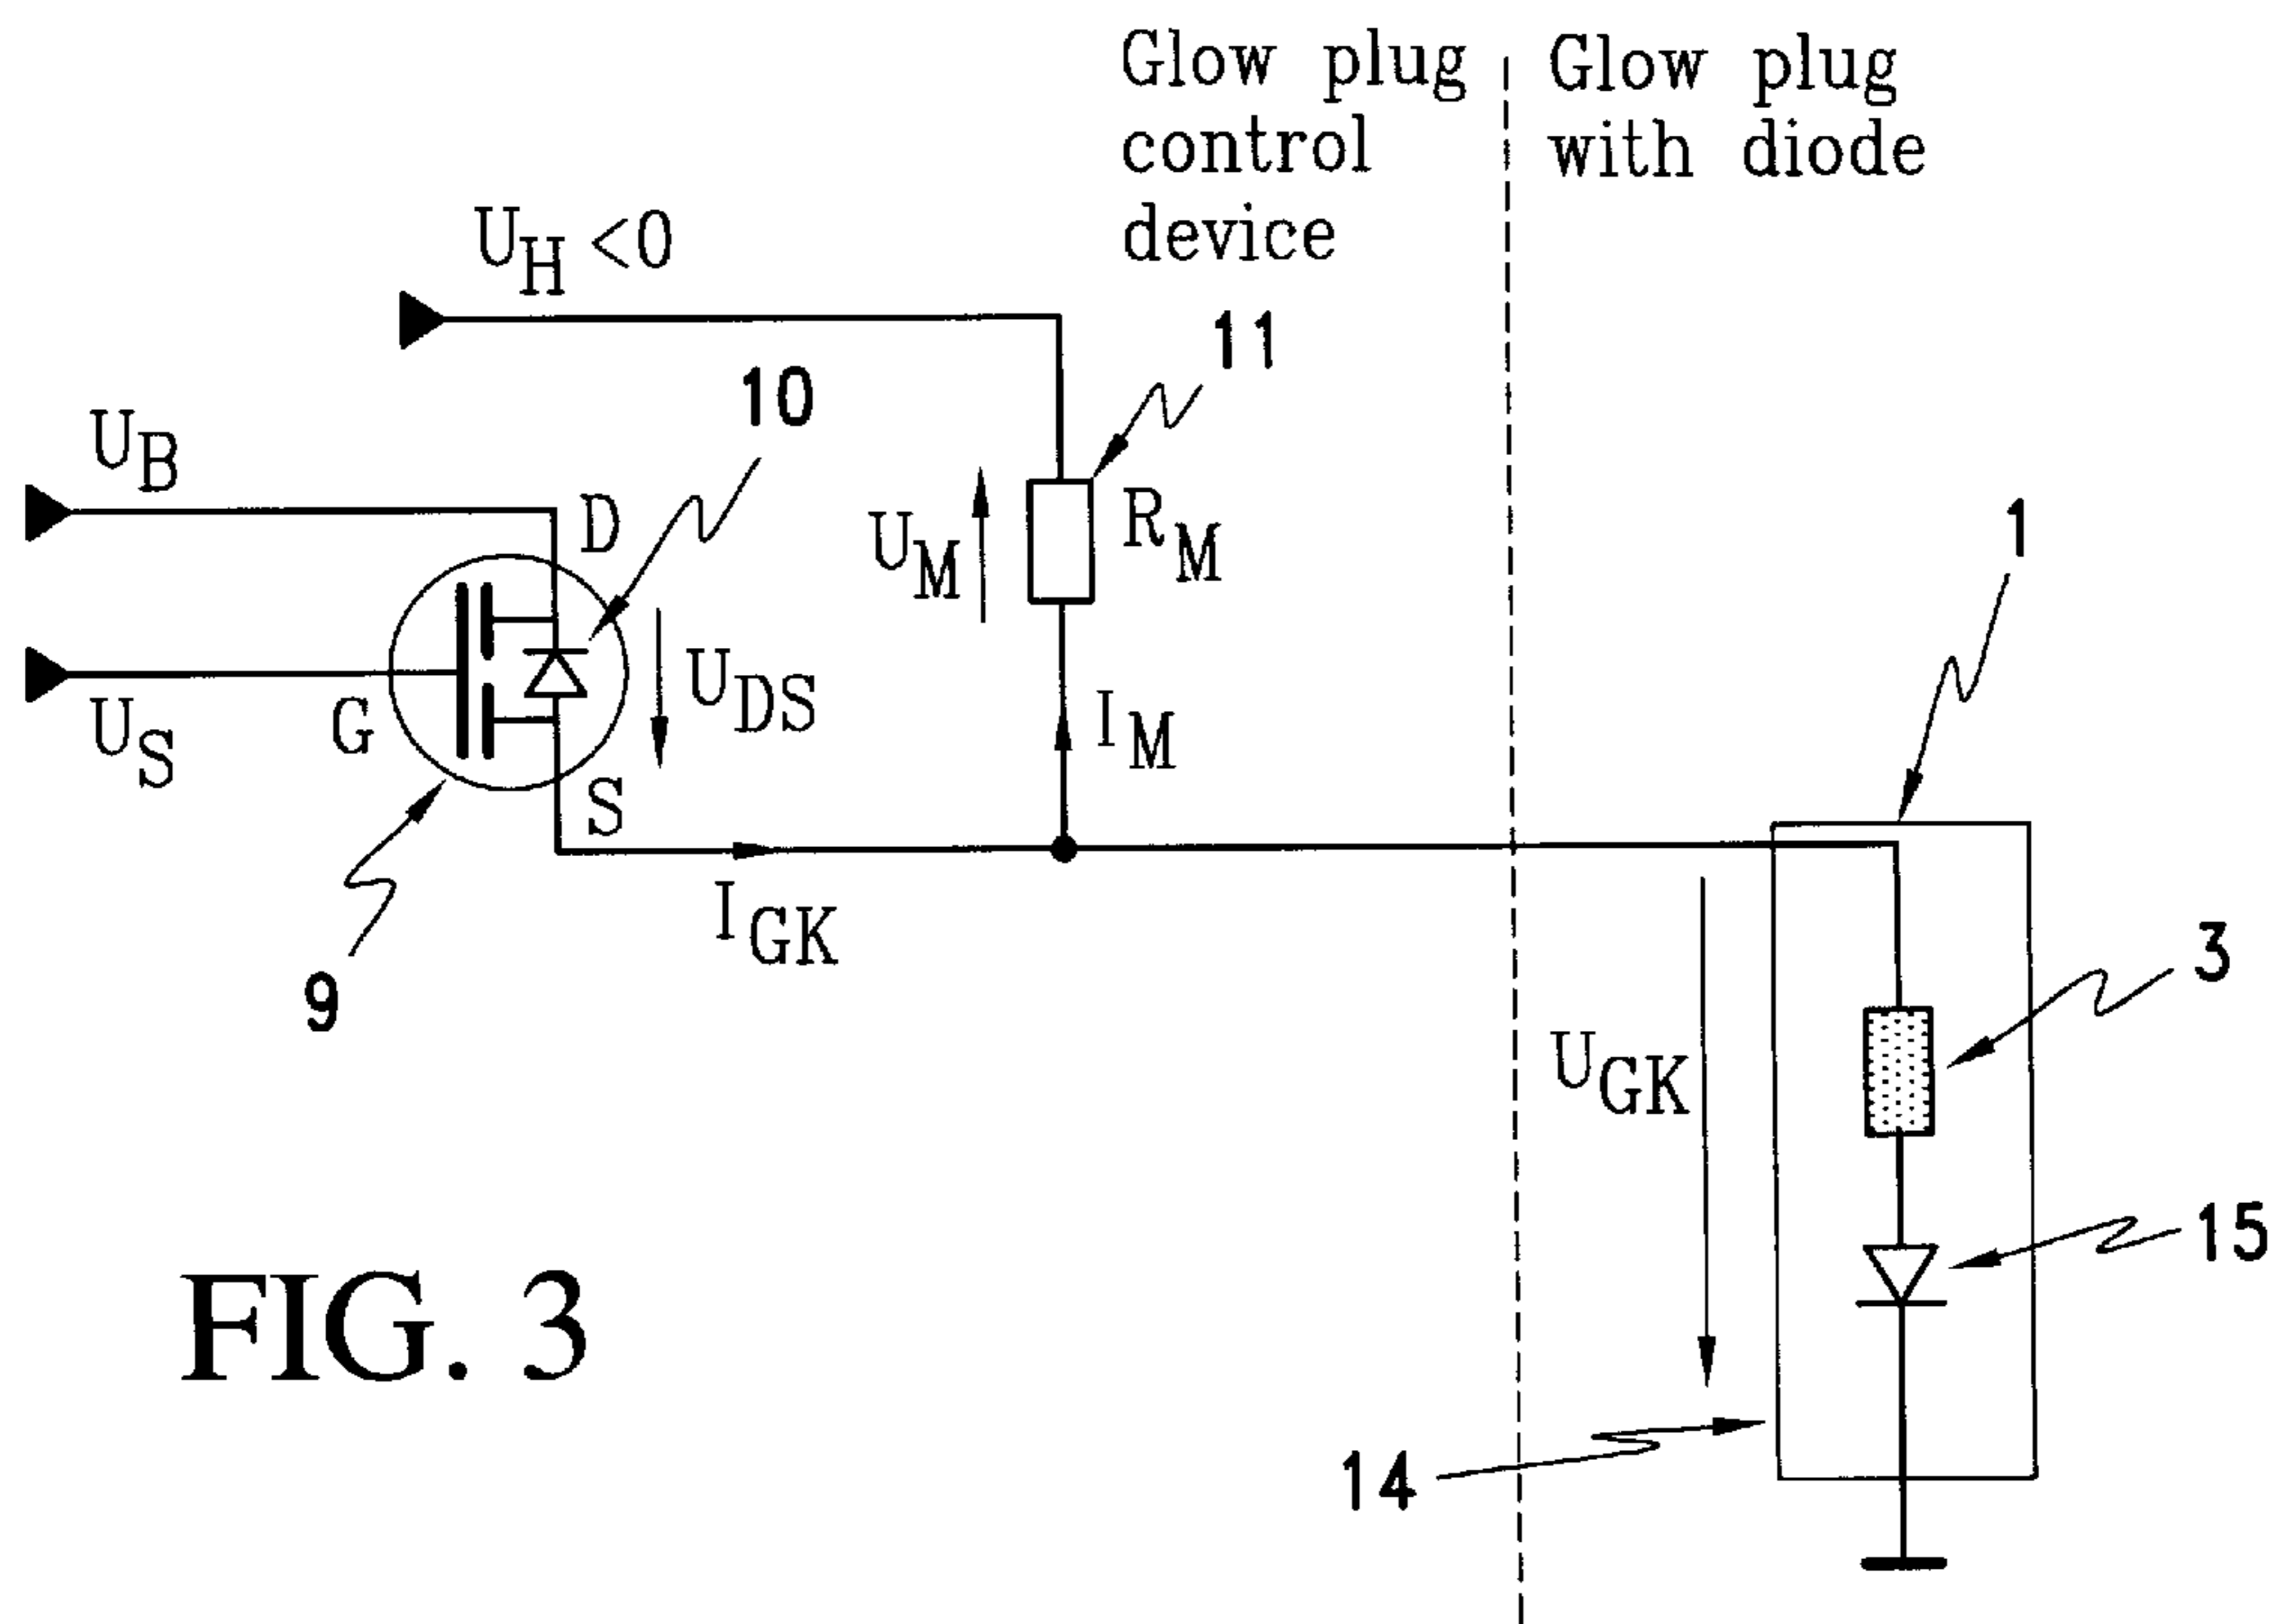 Glow plug
control
device
Glow plug
with diode
U_H <0
11
10
U_B
D
U_M
R_M
1
U_S
G
U_DS
I_M
S
I_GK
9
3
U_GK
15
14
FIG. 3